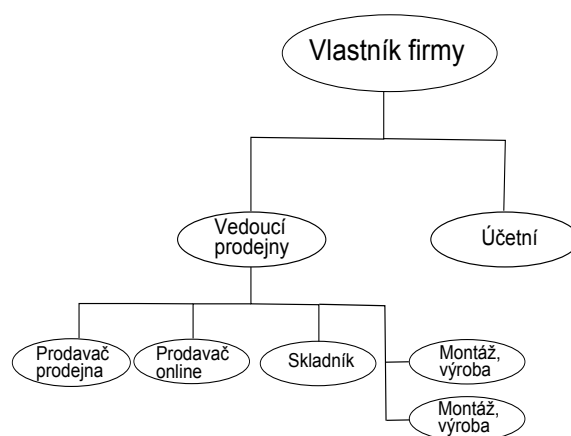 Vlastník firmy
Vedoucí
prodejny
Účetní
Prodavač
prodejna
Prodavač
online
Skladník
Montáž,
výroba
Montáž,
výroba